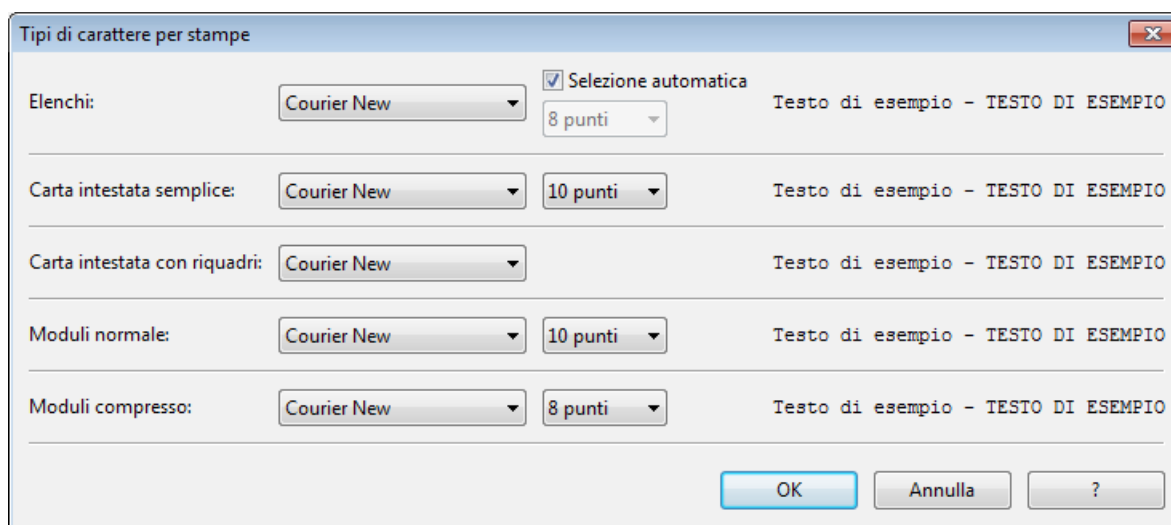 Tipi di carattere per stampe
Elenchi: Courier New Selezione automatica Testo di esempio - TESTO DI ESEMPIO
8 punti
Carta intestata semplice: Courier New 10 punti Testo di esempio - TESTO DI ESEMPIO
Carta intestata con riquadri: Courier New Testo di esempio - TESTO DI ESEMPIO
Moduli normale: Courier New 10 punti Testo di esempio - TESTO DI ESEMPIO
Moduli compresso: Courier New 8 punti Testo di esempio - TESTO DI ESEMPIO
OK Annulla ?